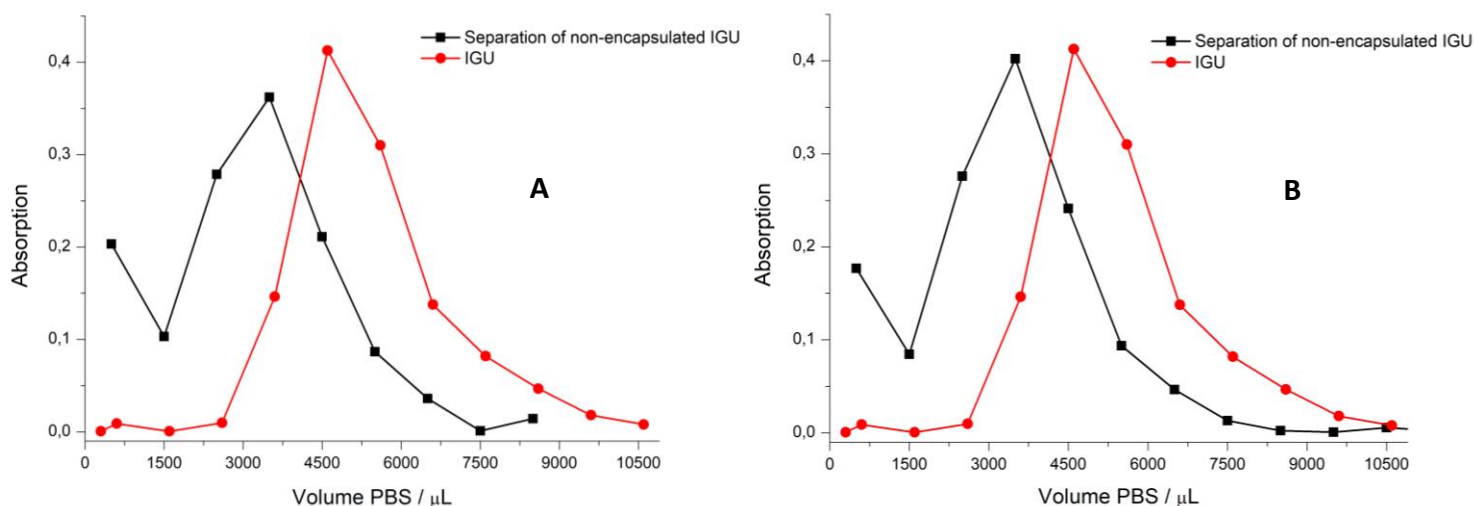 Separation of non-encapsulated IGU
IGU
A
Absorption
0,4
0,3
0,2
0,1
0,0
0 1500 3000 4500 6000 7500 9000 10500
Volume PBS / μL
Separation of non-encapsulated IGU
IGU
B
Absorption
0,4
0,3
0,2
0,1
0,0
0 1500 3000 4500 6000 7500 9000 10500
Volume PBS / μL